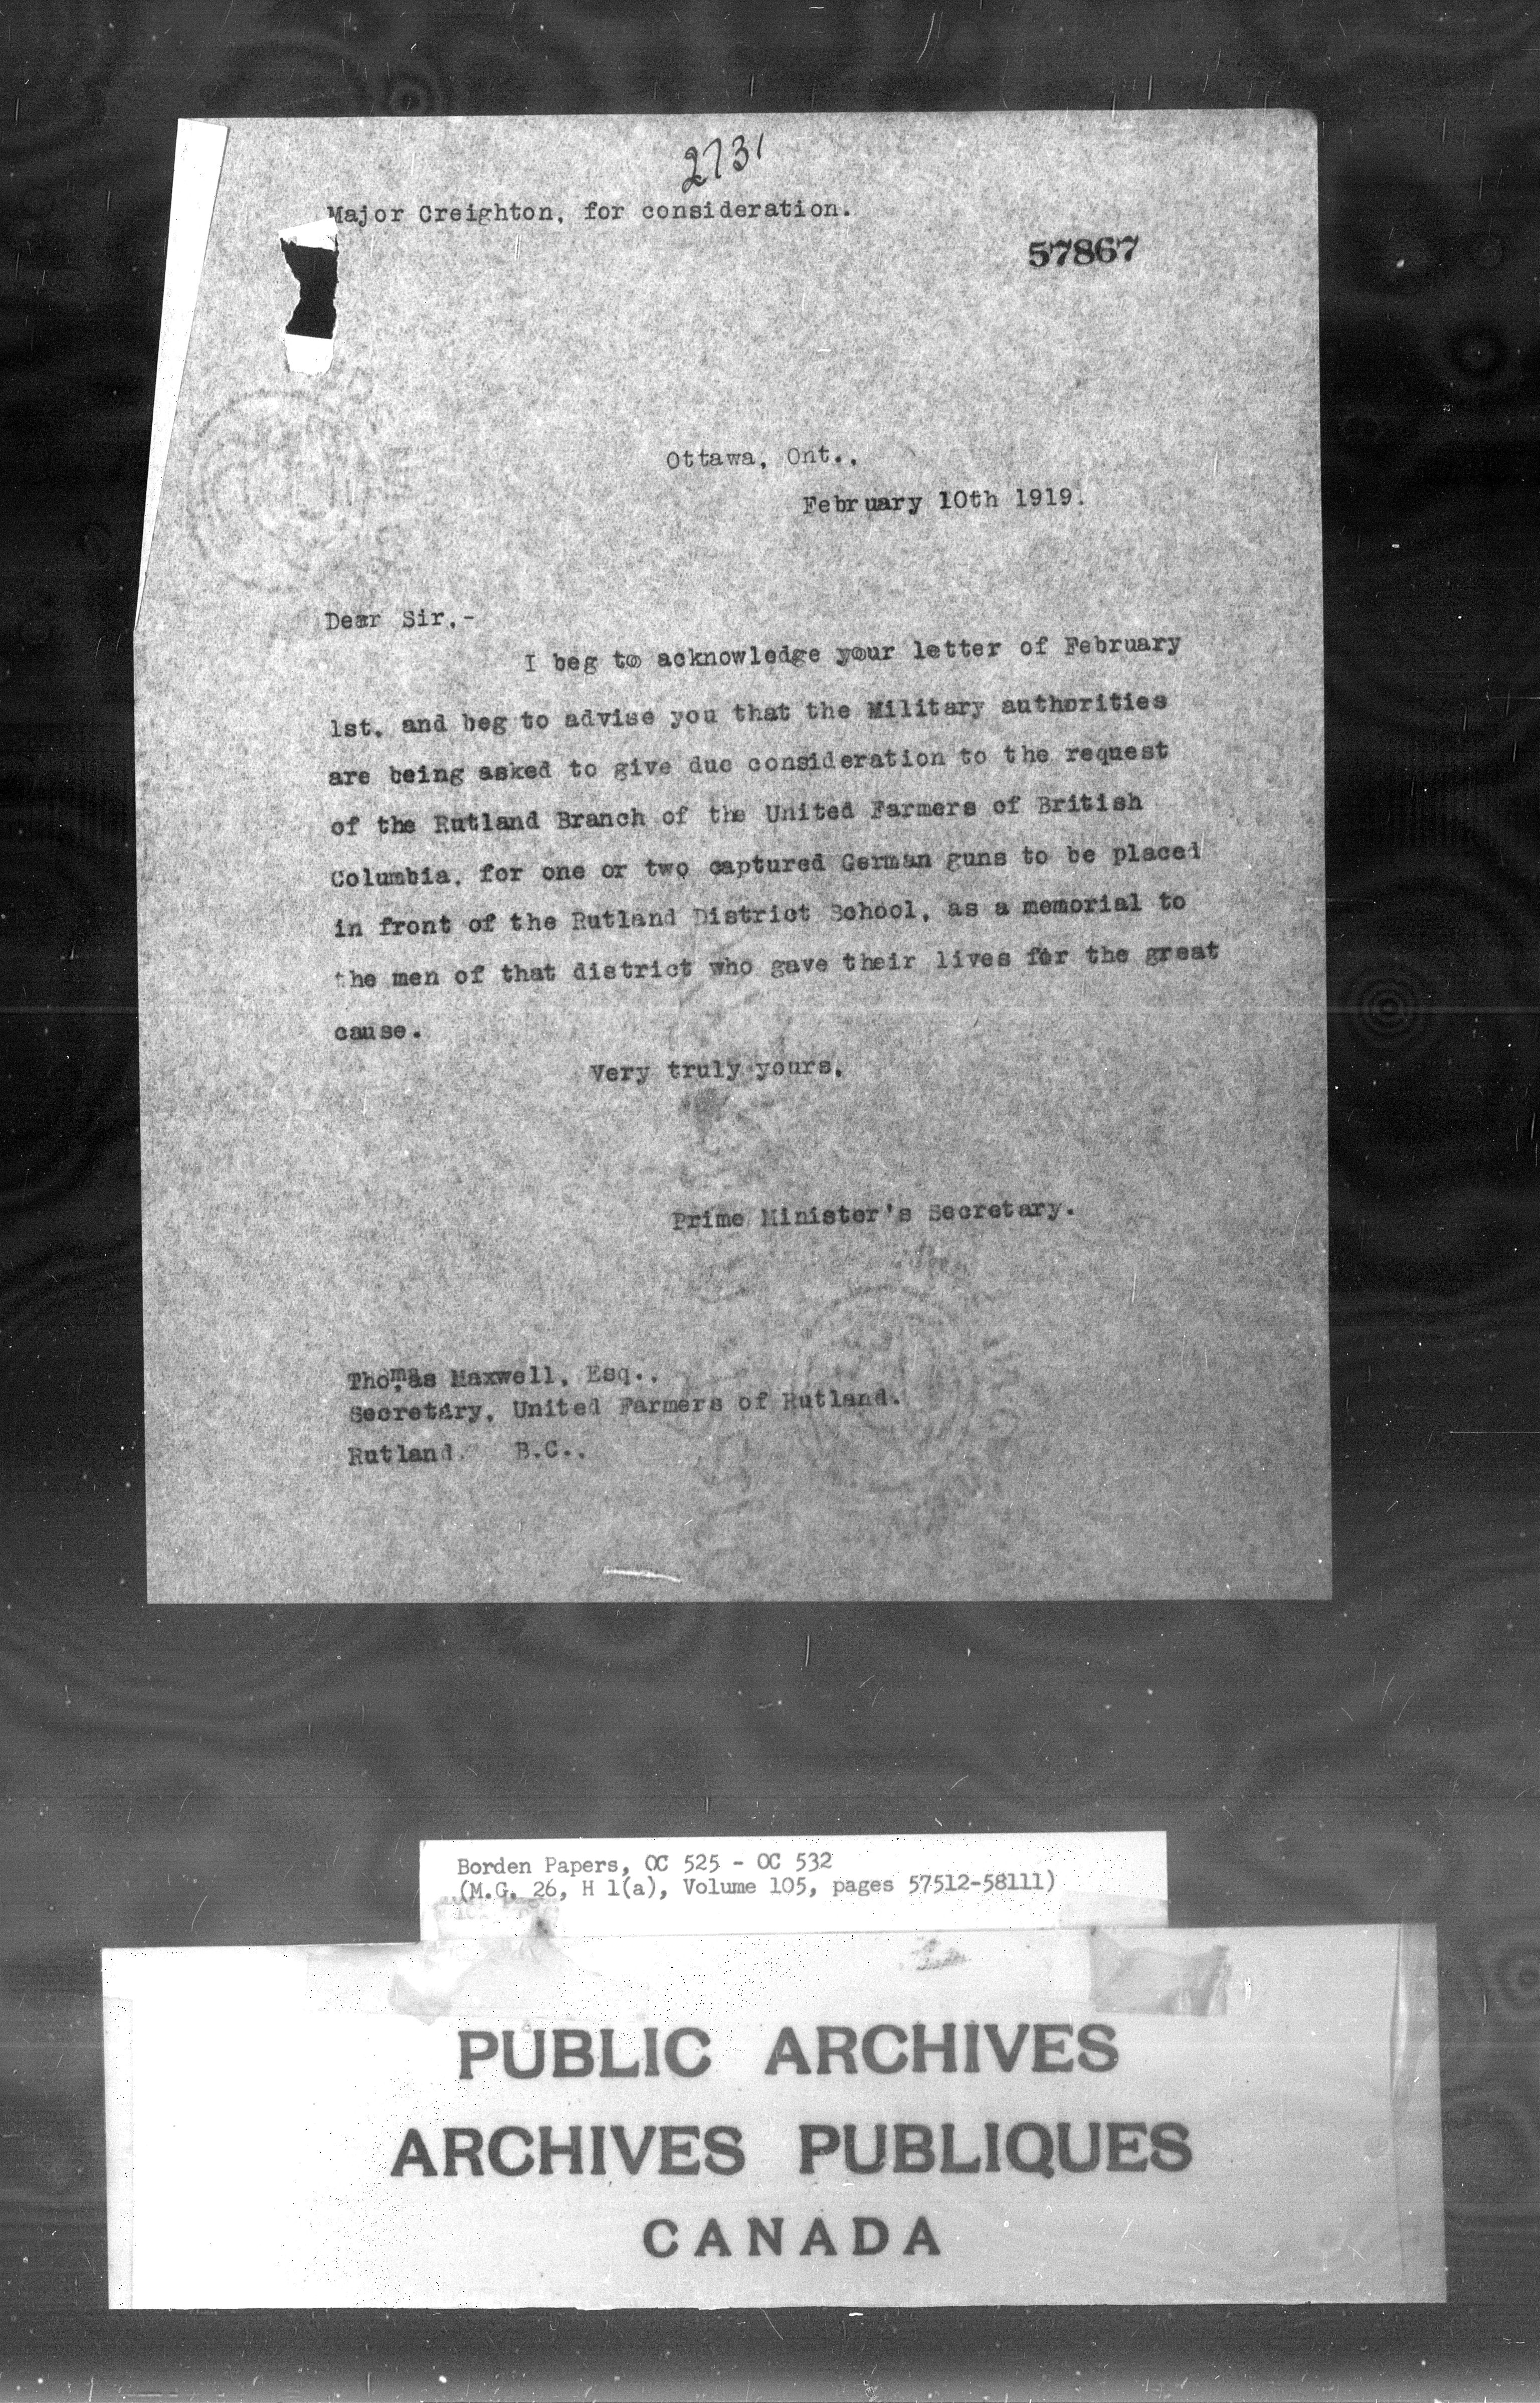 2731
Major Creighton, for consideration.
57867
Ottawa, Ont.,
February 10th 1919.
Dear Sir,-
I beg to acknowledge your letter of February
1st, and beg to advise you that the Military authorities
are being asked to give due consideration to the request
of the Rutland Branch of the United Farmers of British
Columbia, for one or two captured German guns to be placed
in front of the Rutland District School, as a memorial to
the men of that district who gave their lives for the great
cause.
Very truly yours,
Prime Minister's Secretary.
Thomas Maxwell, Esq.,
Secretary, United Farmers of Rutland.
Rutland. B.C..
Borden Papers, OC 525 - OC 532
(M.G. 26, H 1(a), Volume 105, pages 57512-58111)
PUBLIC ARCHIVES
ARCHIVES PUBLIQUES
CANADA